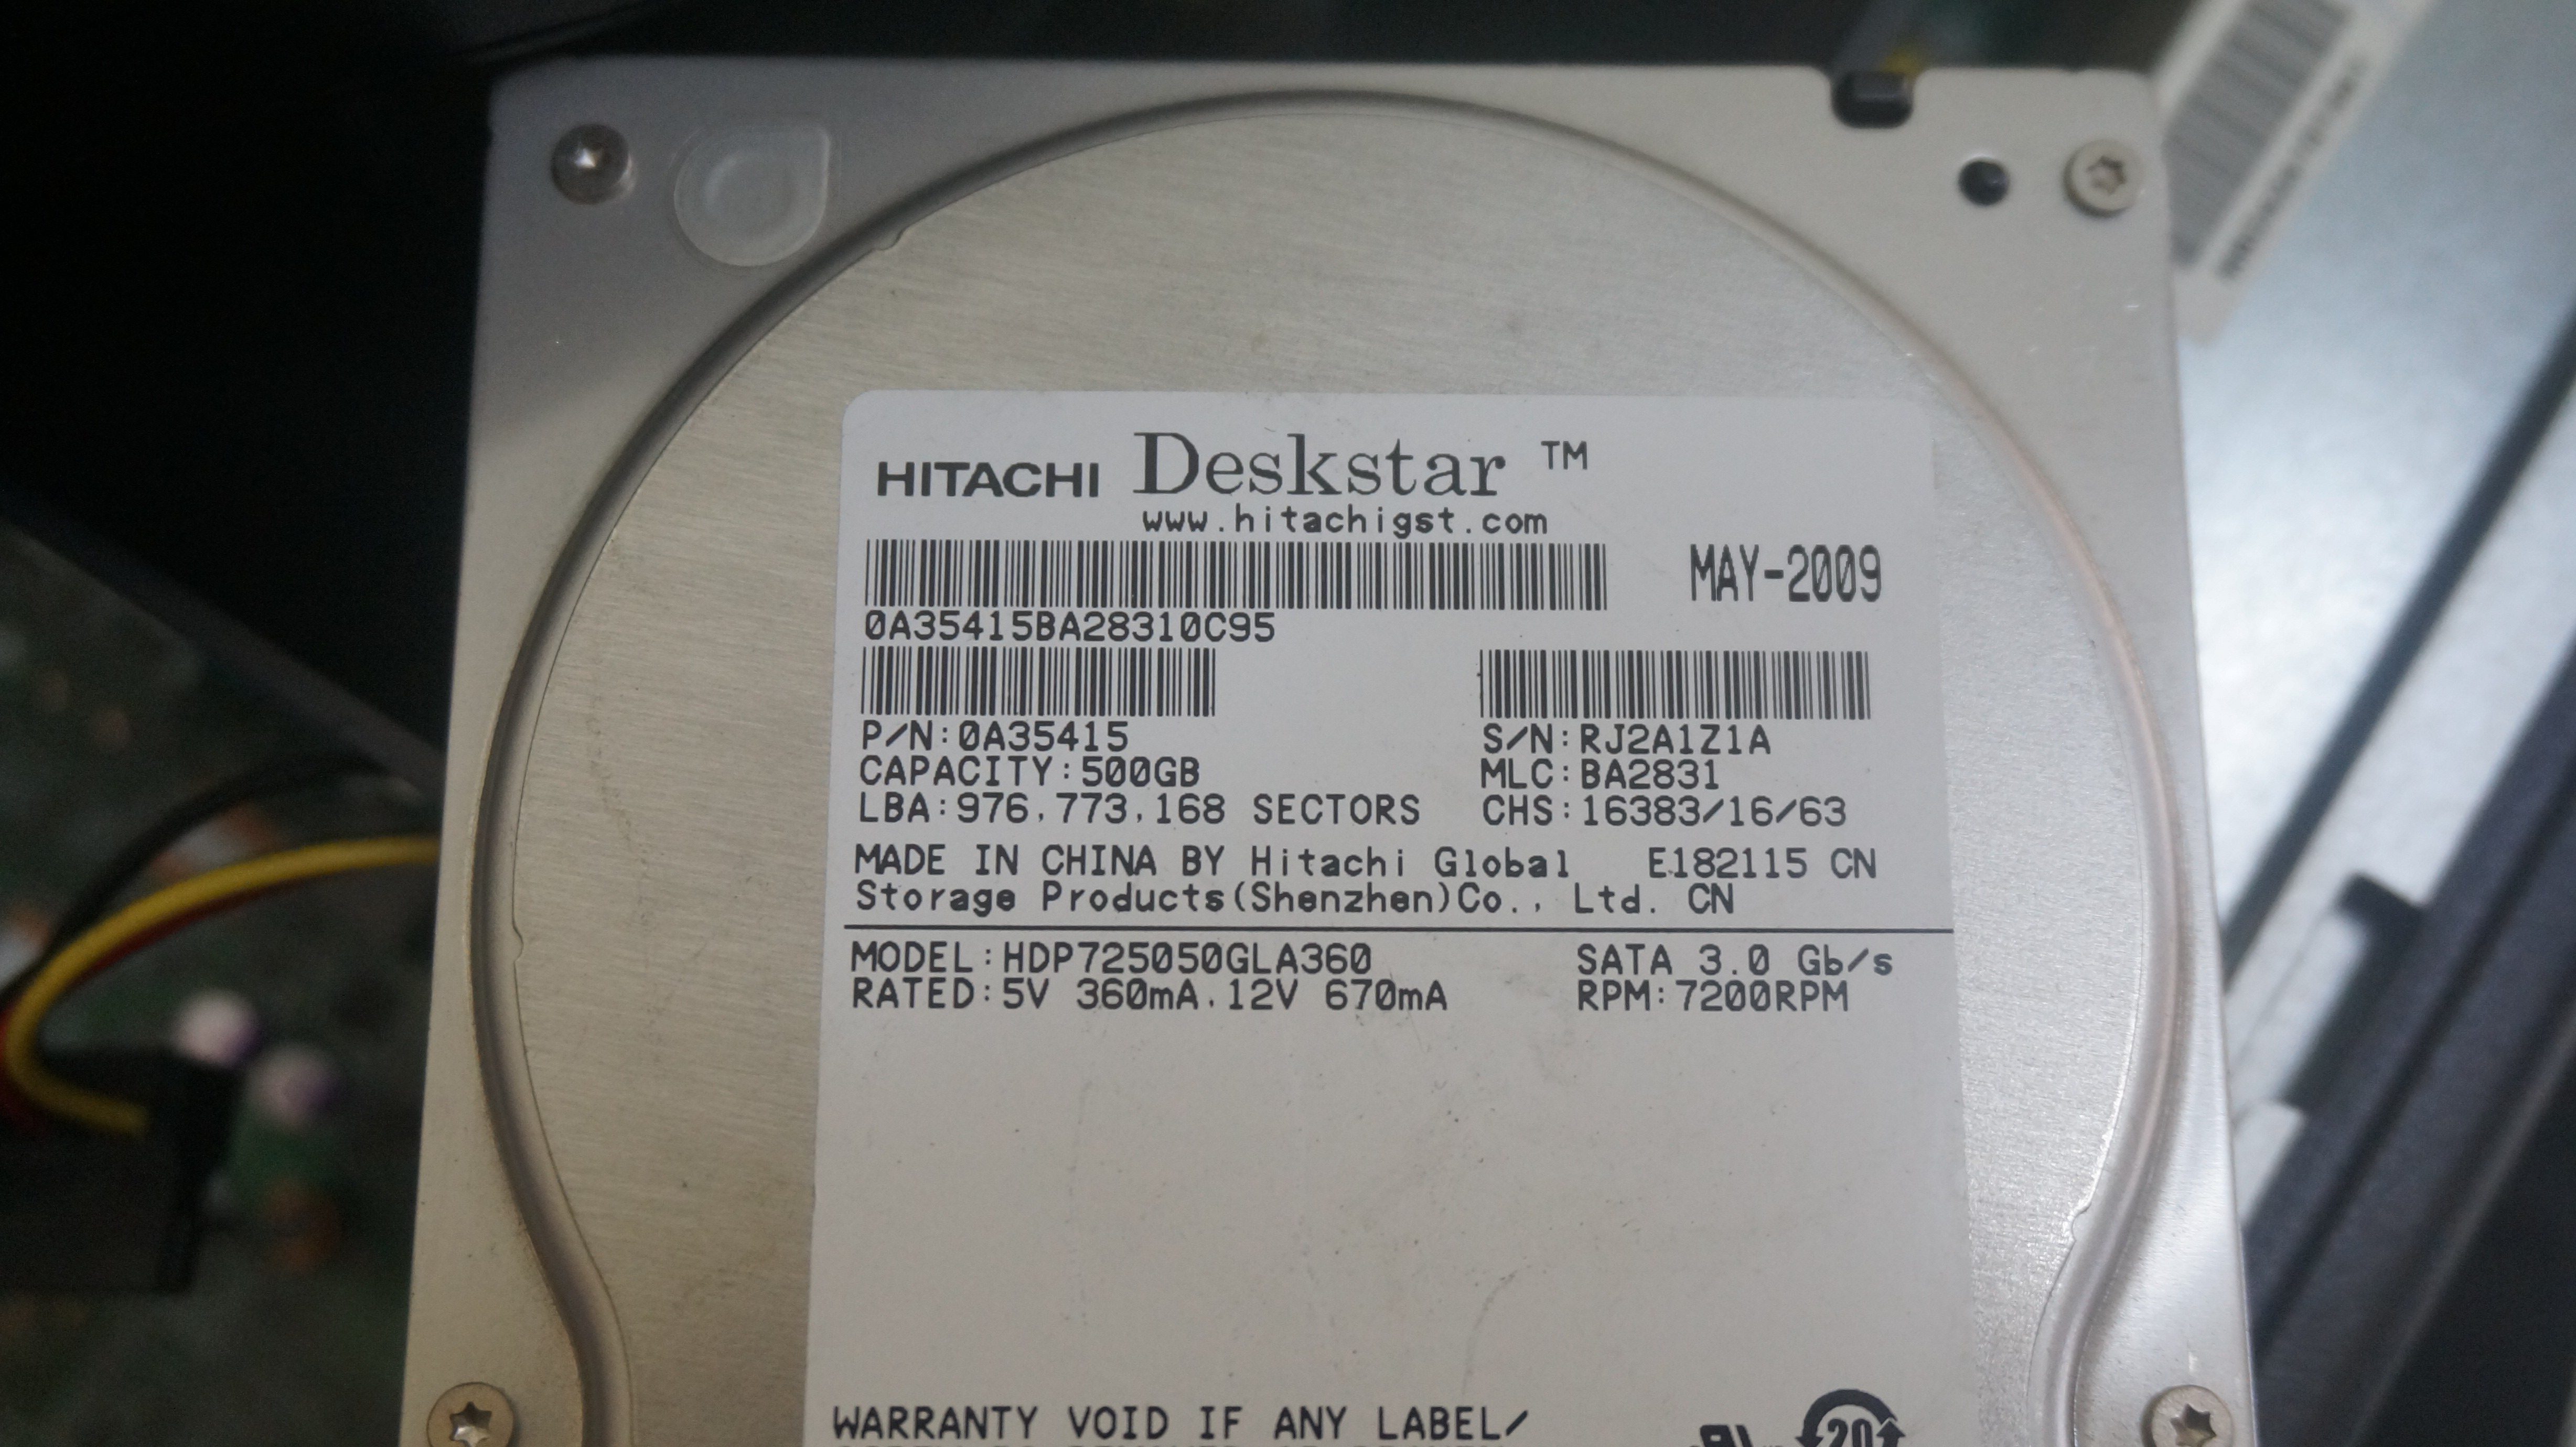 HITACHI Deskstar ™
www.hitachigst.com
MAY-2009
0A35415BA28310C95
P/N:0A35415 S/N:RJ2A1Z1A
CAPACITY:500GB MLC:BA2831
LBA:976,773,168 SECTORS CHS:16383/16/63
MADE IN CHINA BY Hitachi Global E182115 CN
Storage Products(Shenzhen)Co., Ltd. CN
MODEL:HDP725050GLA360 SATA 3.0 Gb/s
RATED:5V 360mA,12V 670mA RPM:7200RPM
WARRANTY VOID IF ANY LABEL/
20